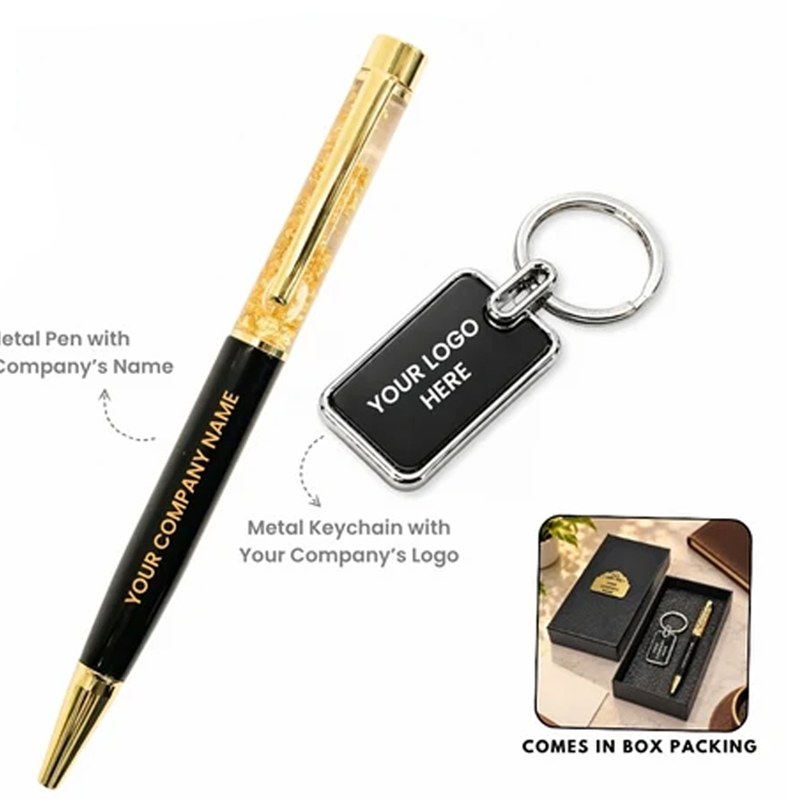 etal Pen with
Company's Name
YOUR COMPANY NAME
YOUR LOGO
HERE
Metal Keychain with
Your Company's Logo
COMES IN BOX PACKING